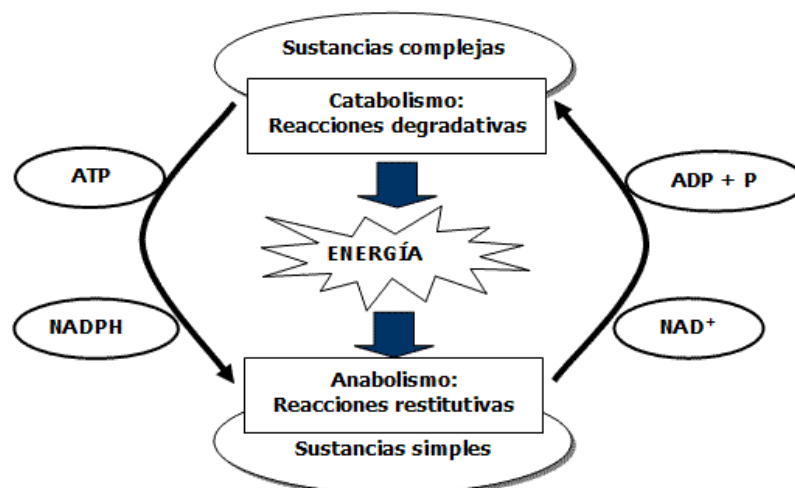 Sustancias complejas
Catabolismo:
Reacciones degradativas
ATP
ADP + P
ENERGÍA
NADPH
NAD⁺
Anabolismo:
Reacciones restitutivas
Sustancias simples